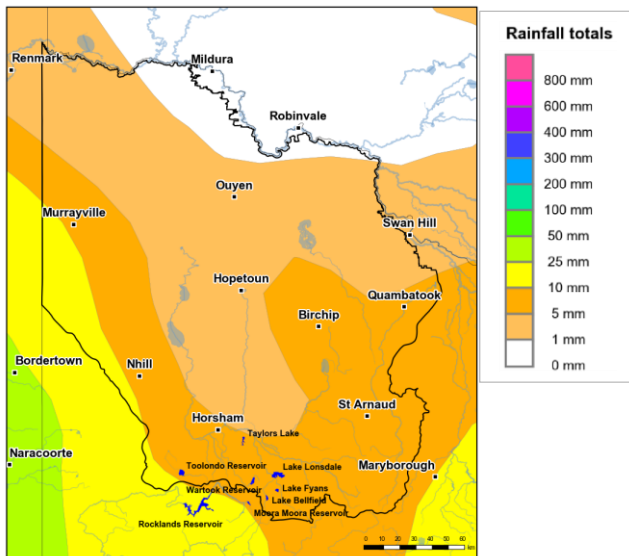 Renmark
Mildura
Robinvale
Ouyen
Murrayville
Swan Hill
Hopetoun
Quambatook
Birchip
Bordertown
Nhill
St Arnaud
Horsham
Taylors Lake
Naracoorte
Toolondo Reservoir
Lake Lonsdale
Maryborough
Wartook Reservoir
Lake Fyans
Lake Bellfield
Moora Moora Reservoir
Rocklands Reservoir
0 10 20 30 40 50 60
km
Rainfall totals
800 mm
600 mm
400 mm
300 mm
200 mm
100 mm
50 mm
25 mm
10 mm
5 mm
1 mm
0 mm